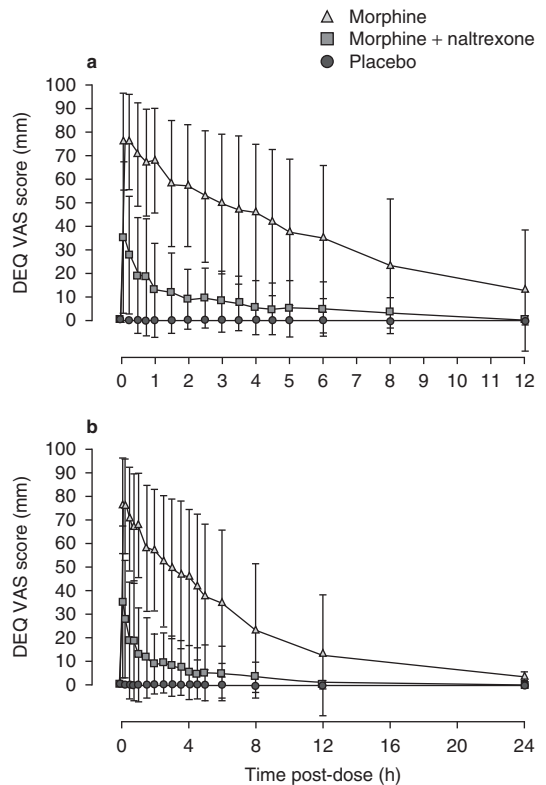 Morphine
Morphine + naltrexone
Placebo
a
100
90
80
70
60
50
40
30
20
10
0
DEQ VAS score (mm)
0 1 2 3 4 5 6 7 8 9 10 11 12
b
100
90
80
70
60
50
40
30
20
10
0
DEQ VAS score (mm)
0 4 8 12 16 20 24
Time post-dose (h)